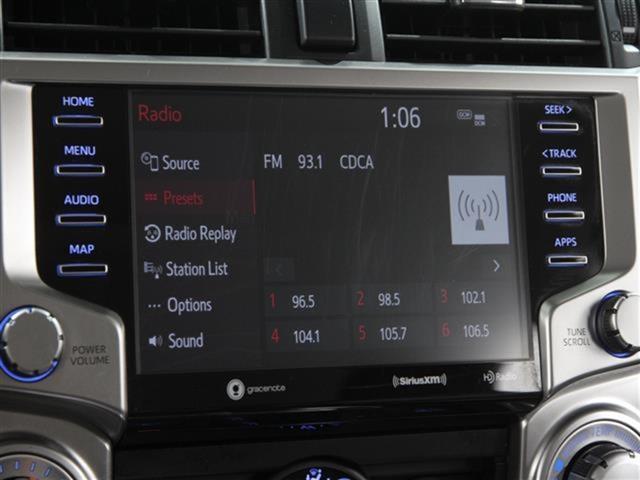 HOME
MENU
AUDIO
MAP
POWER
VOLUME
Radio 1:06
DCM
Source
Presets
Radio Replay
Station List
Options
Sound
FM 93.1 CDCA
1 96.5 2 98.5 3 102.1
4 104.1 5 105.7 6 106.5
SEEK >
< TRACK
PHONE
APPS
TUNE
SCROLL
gracenote
((SiriusXM))
HD Radio